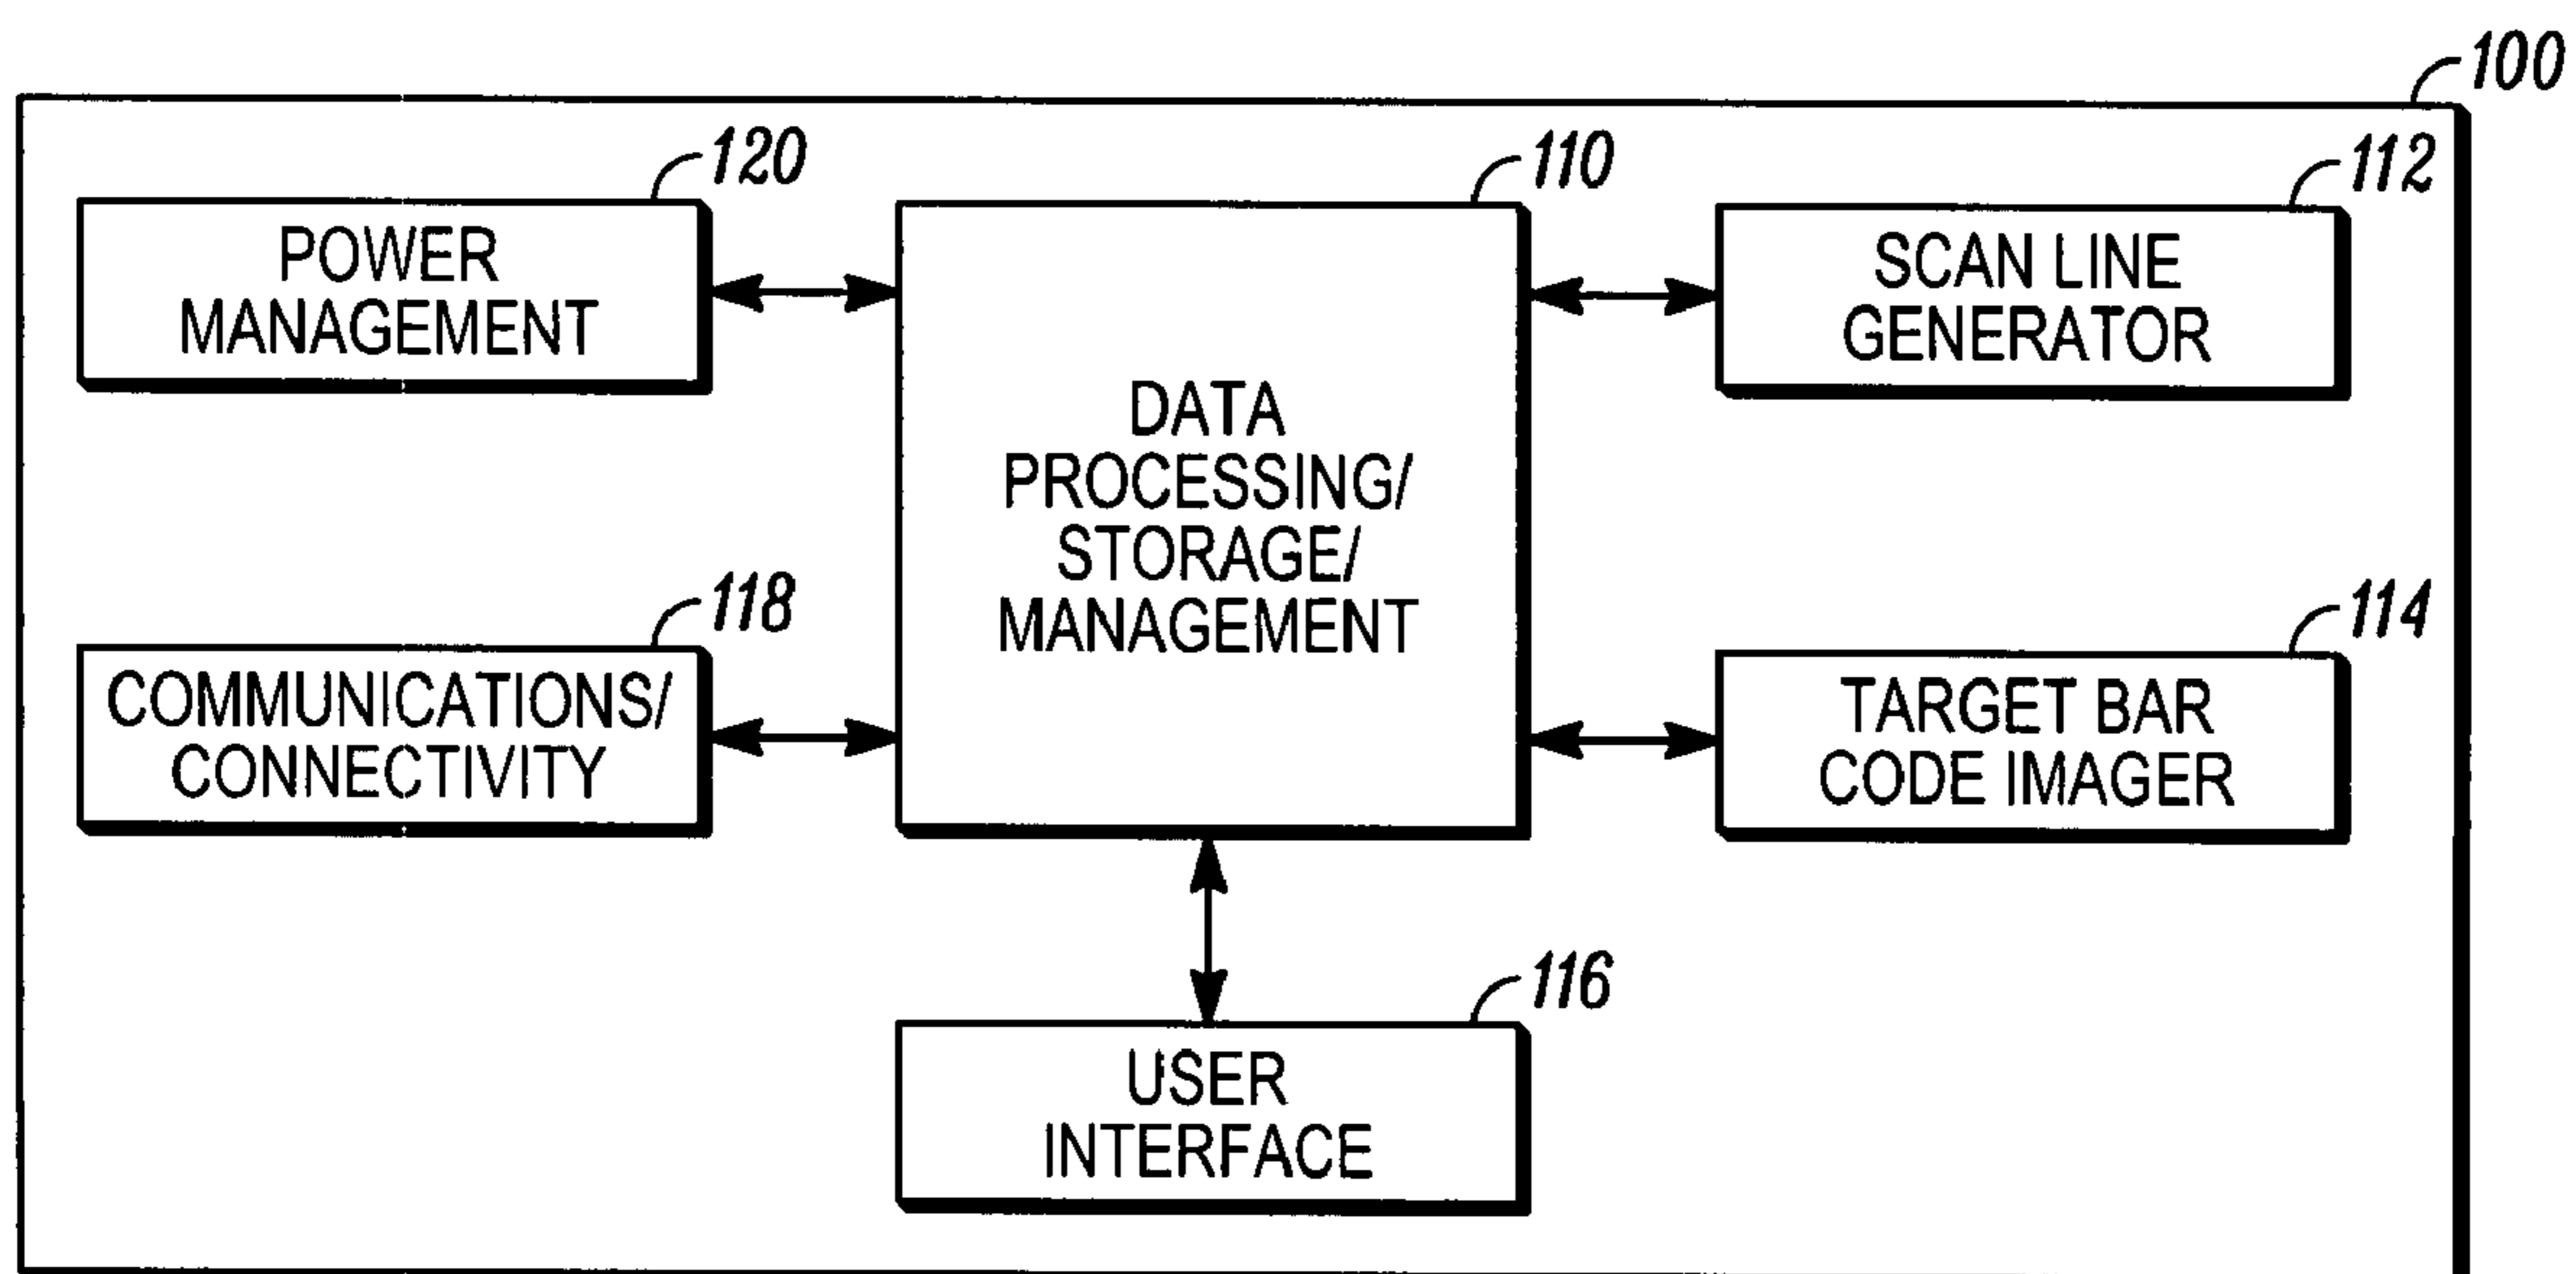 100
120
POWER
MANAGEMENT
110
DATA
PROCESSING/
STORAGE/
MANAGEMENT
112
SCAN LINE
GENERATOR
118
COMMUNICATIONS/
CONNECTIVITY
114
TARGET BAR
CODE IMAGER
116
USER
INTERFACE